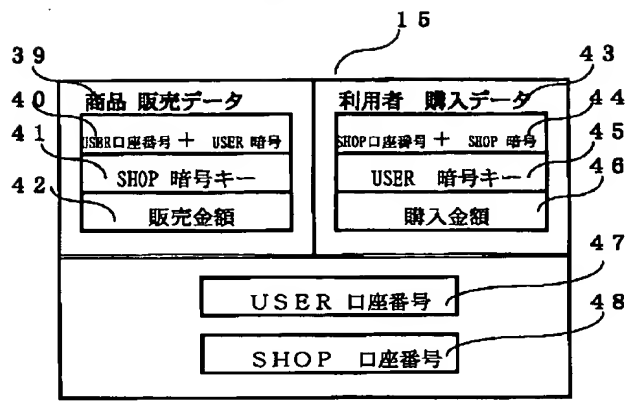 15
39
43
商品 販売データ
利用者 購入データ
40
44
USER口座番号 + USER 暗号
SHOP口座番号 + SHOP 暗号
41
45
SHOP 暗号キー
USER 暗号キー
42
46
販売金額
購入金額
47
USER 口座番号
48
SHOP 口座番号